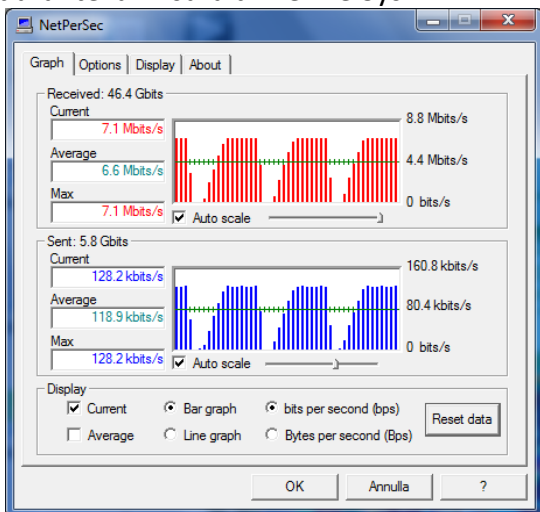 NetPerSec
Graph Options Display About
Received: 46.4 Gbits
Current
7.1 Mbits/s
Average
6.6 Mbits/s
Max
7.1 Mbits/s
8.8 Mbits/s
4.4 Mbits/s
0 bits/s
Auto scale
Sent: 5.8 Gbits
Current
128.2 kbits/s
Average
118.9 kbits/s
Max
128.2 kbits/s
160.8 kbits/s
80.4 kbits/s
0 bits/s
Auto scale
Display
Current Bar graph bits per second (bps)
Average Line graph Bytes per second (Bps)
Reset data
OK Annulla ?